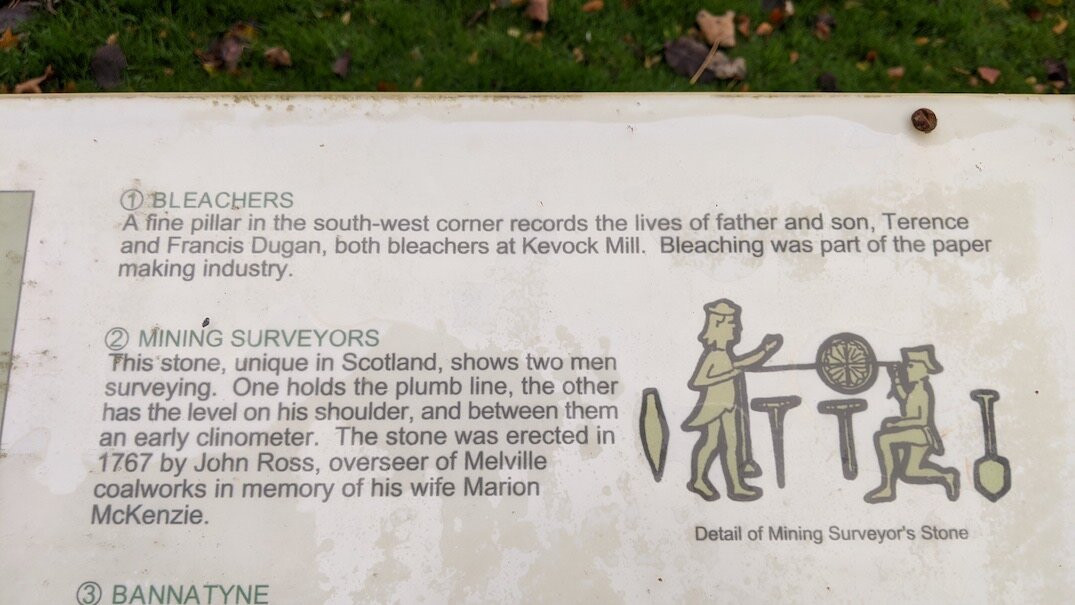 ① BLEACHERS
A fine pillar in the south-west corner records the lives of father and son, Terence
and Francis Dugan, both bleachers at Kevock Mill. Bleaching was part of the paper
making industry.
② MINING SURVEYORS
This stone, unique in Scotland, shows two men
surveying. One holds the plumb line, the other
has the level on his shoulder, and between them
an early clinometer. The stone was erected in
1767 by John Ross, overseer of Melville
coalworks in memory of his wife Marion
McKenzie.
Detail of Mining Surveyor's Stone
③ BANNATYNE